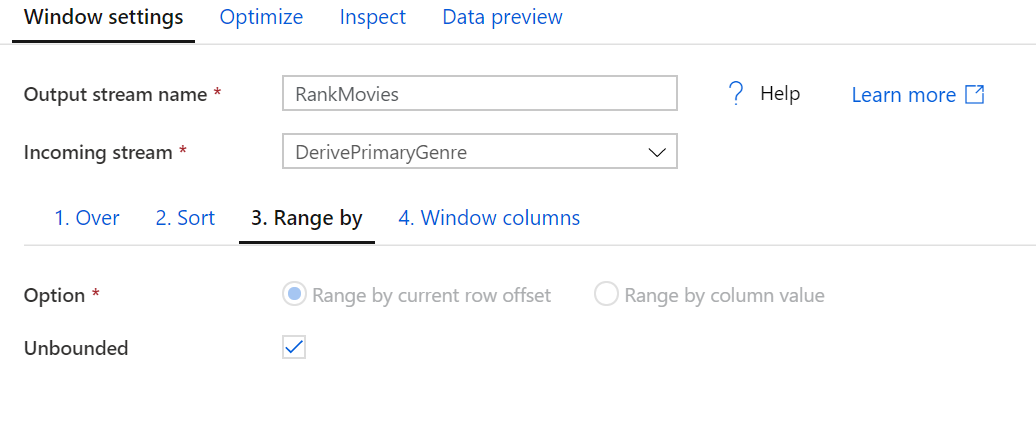 Window settings Optimize Inspect Data preview
Output stream name * RankMovies ? Help Learn more
Incoming stream * DerivePrimaryGenre
1. Over 2. Sort 3. Range by 4. Window columns
Option * Range by current row offset Range by column value
Unbounded